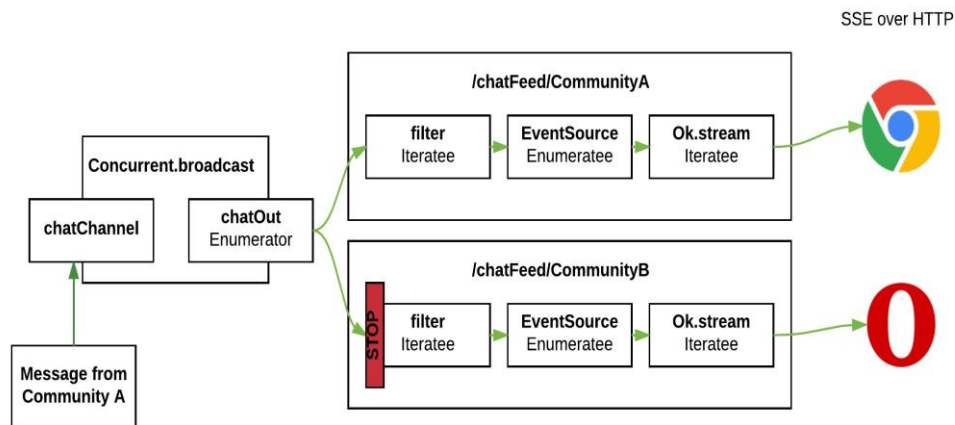 SSE over HTTP
/chatFeed/CommunityA
filter
Iteratee
EventSource
Enumeratee
Ok.stream
Iteratee
Concurrent.broadcast
chatChannel
chatOut
Enumerator
/chatFeed/CommunityB
STOP
filter
Iteratee
EventSource
Enumeratee
Ok.stream
Iteratee
Message from
Community A